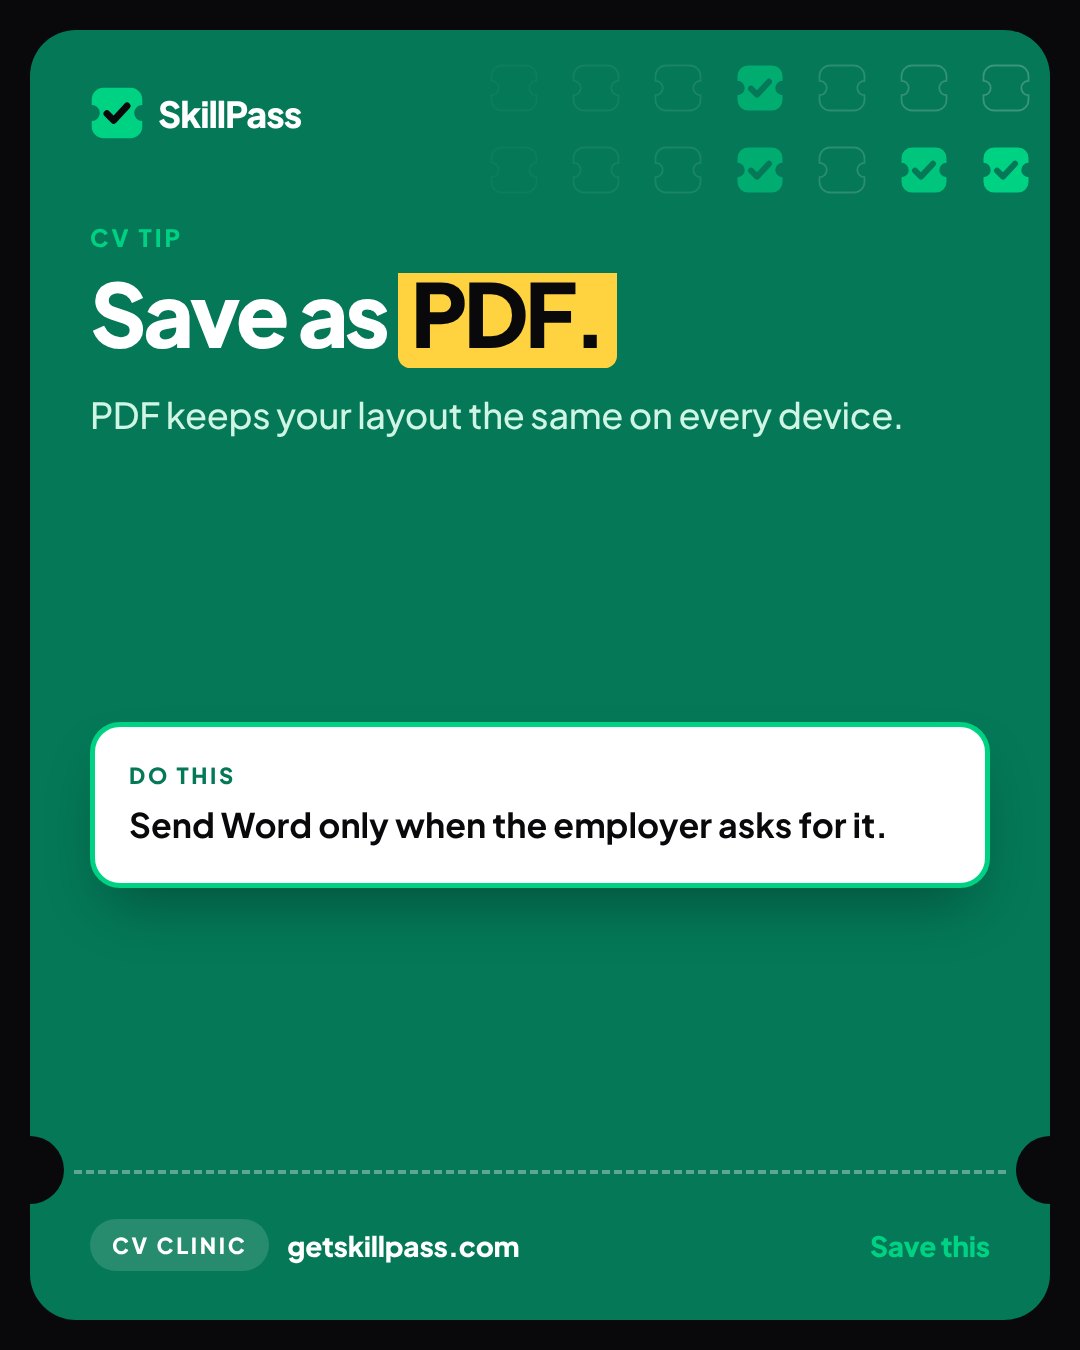 SkillPass
CV TIP
Save as PDF.
PDF keeps your layout the same on every device.
DO THIS
Send Word only when the employer asks for it.
CV CLINIC getskillpass.com Save this